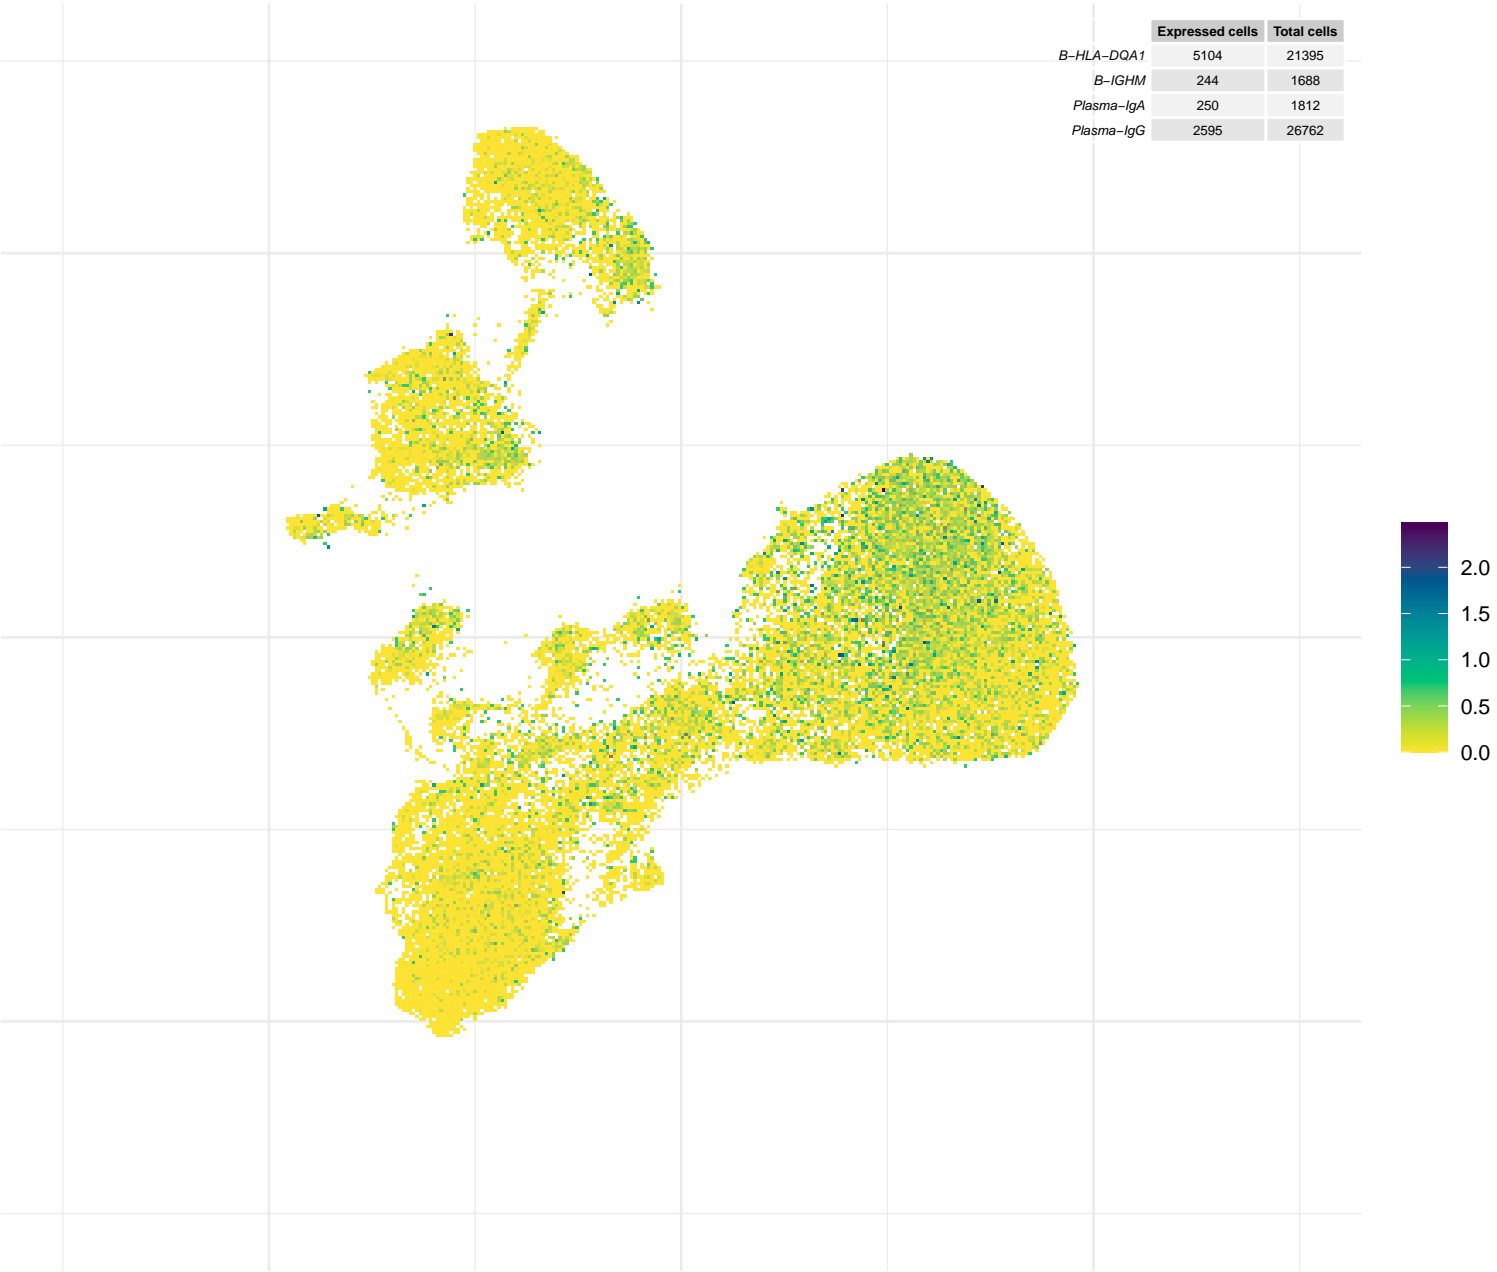 Expressed cells Total cells
B−HLA−DQA1 5104 21395
B−IGHM 244 1688
Plasma−IgA 250 1812
Plasma−IgG 2595 26762
2.0
1.5
1.0
0.5
0.0